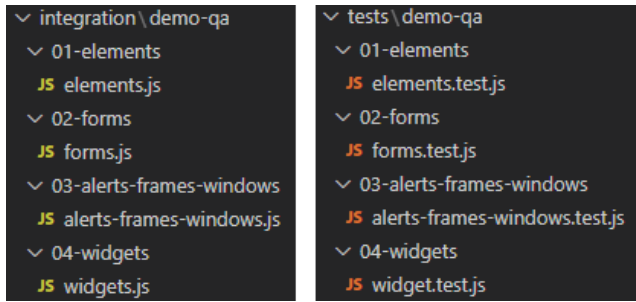 integration\demo-qa
01-elements
JS elements.js
02-forms
JS forms.js
03-alerts-frames-windows
JS alerts-frames-windows.js
04-widgets
JS widgets.js
tests\demo-qa
01-elements
JS elements.test.js
02-forms
JS forms.test.js
03-alerts-frames-windows
JS alerts-frames-windows.test.js
04-widgets
JS widget.test.js